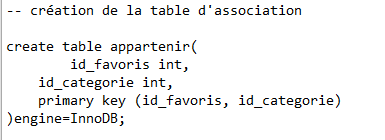 -- création de la table d'association
create table appartenir(
id_favoris int,
id_categorie int,
primary key (id_favoris, id_categorie)
)engine=InnoDB;